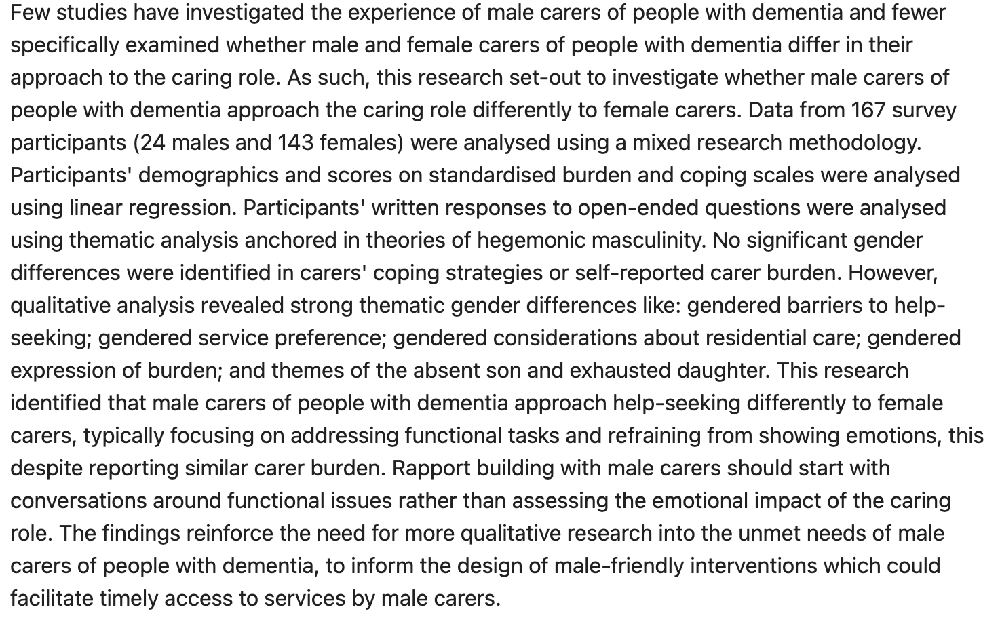 Few studies have investigated the experience of male carers of people with dementia and fewer
specifically examined whether male and female carers of people with dementia differ in their
approach to the caring role. As such, this research set-out to investigate whether male carers of
people with dementia approach the caring role differently to female carers. Data from 167 survey
participants (24 males and 143 females) were analysed using a mixed research methodology.
Participants' demographics and scores on standardised burden and coping scales were analysed
using linear regression. Participants' written responses to open-ended questions were analysed
using thematic analysis anchored in theories of hegemonic masculinity. No significant gender
differences were identified in carers' coping strategies or self-reported carer burden. However,
qualitative analysis revealed strong thematic gender differences like: gendered barriers to help-
seeking; gendered service preference; gendered considerations about residential care; gendered
expression of burden; and themes of the absent son and exhausted daughter. This research
identified that male carers of people with dementia approach help-seeking differently to female
carers, typically focusing on addressing functional tasks and refraining from showing emotions, this
despite reporting similar carer burden. Rapport building with male carers should start with
conversations around functional issues rather than assessing the emotional impact of the caring
role. The findings reinforce the need for more qualitative research into the unmet needs of male
carers of people with dementia, to inform the design of male-friendly interventions which could
facilitate timely access to services by male carers.